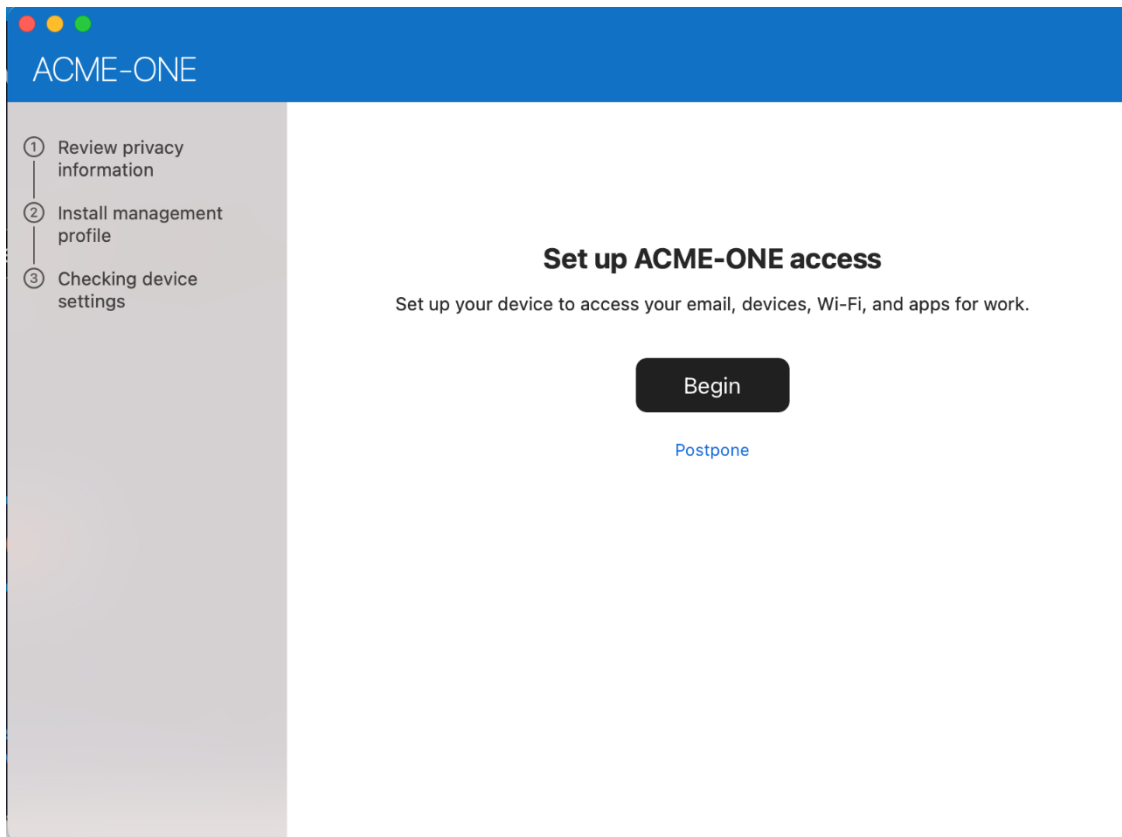 ACME-ONE
1 Review privacy
information
2 Install management
profile
3 Checking device
settings
Set up ACME-ONE access
Set up your device to access your email, devices, Wi-Fi, and apps for work.
Begin
Postpone